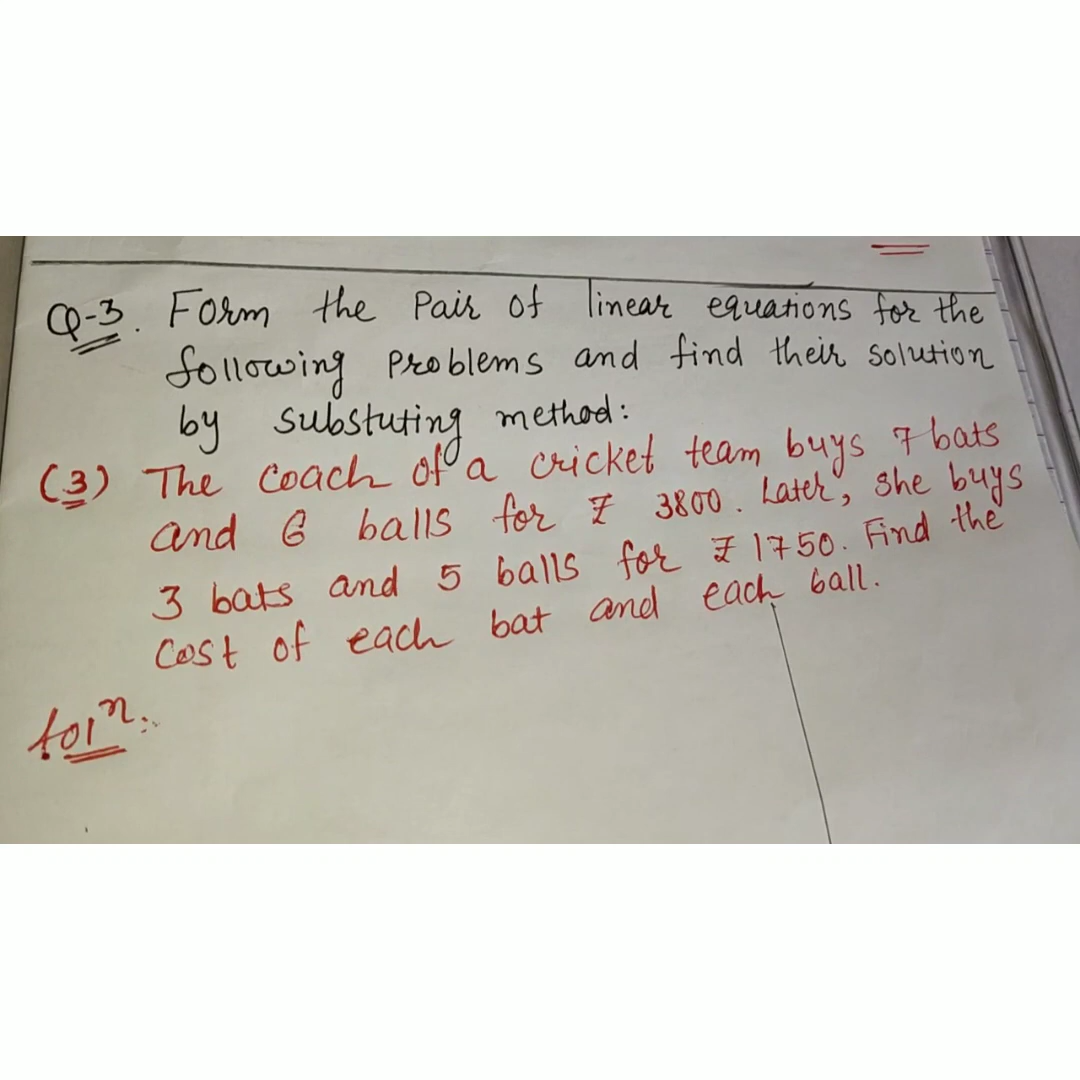 Q-3. Form the Pair of linear equations for the
following Problems and find their solution
by substuting method:
(3) The coach of a cricket team buys 7 bats
and 6 balls for ₹ 3800. Later, she buys
3 bats and 5 balls for ₹ 1750. Find the
Cost of each bat and each ball.
Solⁿ: